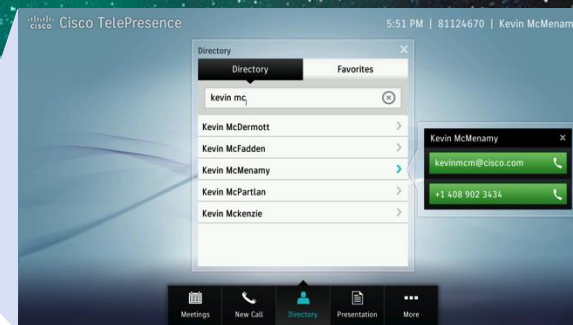 cisco Cisco TelePresence
5:51 PM | 81124670 | Kevin McMenam
Directory x
Directory Favorites
kevin mc
Kevin McDermott
Kevin McFadden
Kevin McMenamy
Kevin McPartlan
Kevin Mckenzie
Kevin McMenamy x
kevinmcm@cisco.com
+1 408 902 3434
Meetings New Call Directory Presentation More